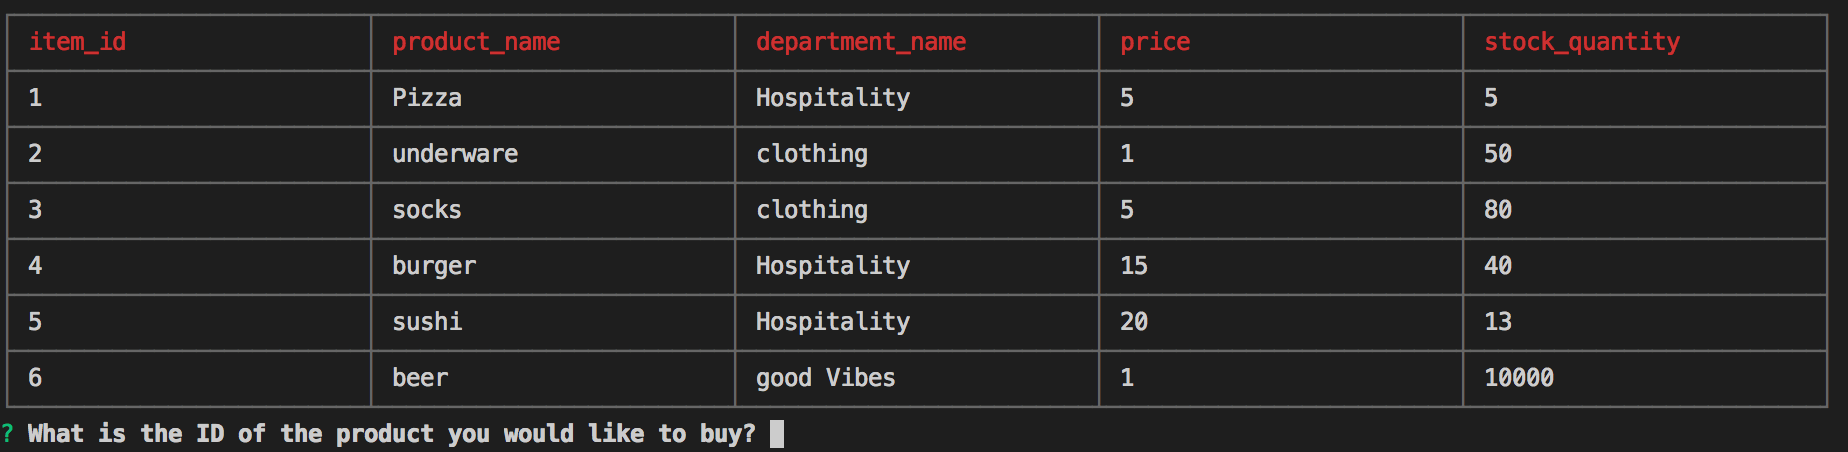 item_id product_name department_name price stock_quantity
1 Pizza Hospitality 5 5
2 underware clothing 1 50
3 socks clothing 5 80
4 burger Hospitality 15 40
5 sushi Hospitality 20 13
6 beer good Vibes 1 10000
? What is the ID of the product you would like to buy?